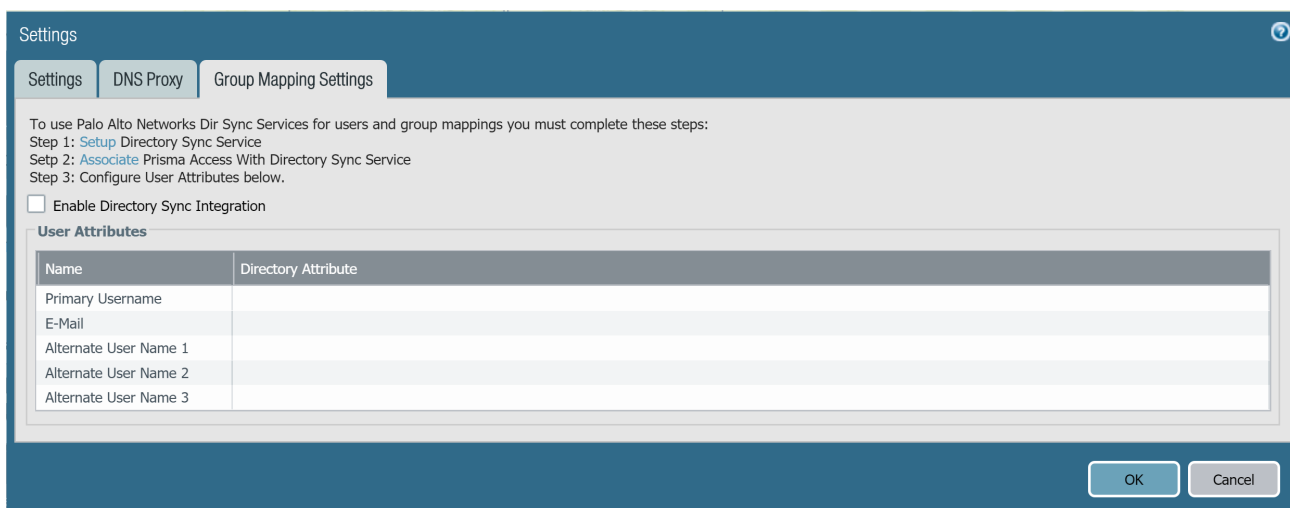 Settings
Settings
DNS Proxy
Group Mapping Settings
To use Palo Alto Networks Dir Sync Services for users and group mappings you must complete these steps:
Step 1: Setup Directory Sync Service
Setp 2: Associate Prisma Access With Directory Sync Service
Step 3: Configure User Attributes below.
Enable Directory Sync Integration
User Attributes
Name Directory Attribute
Primary Username
E-Mail
Alternate User Name 1
Alternate User Name 2
Alternate User Name 3
OK
Cancel